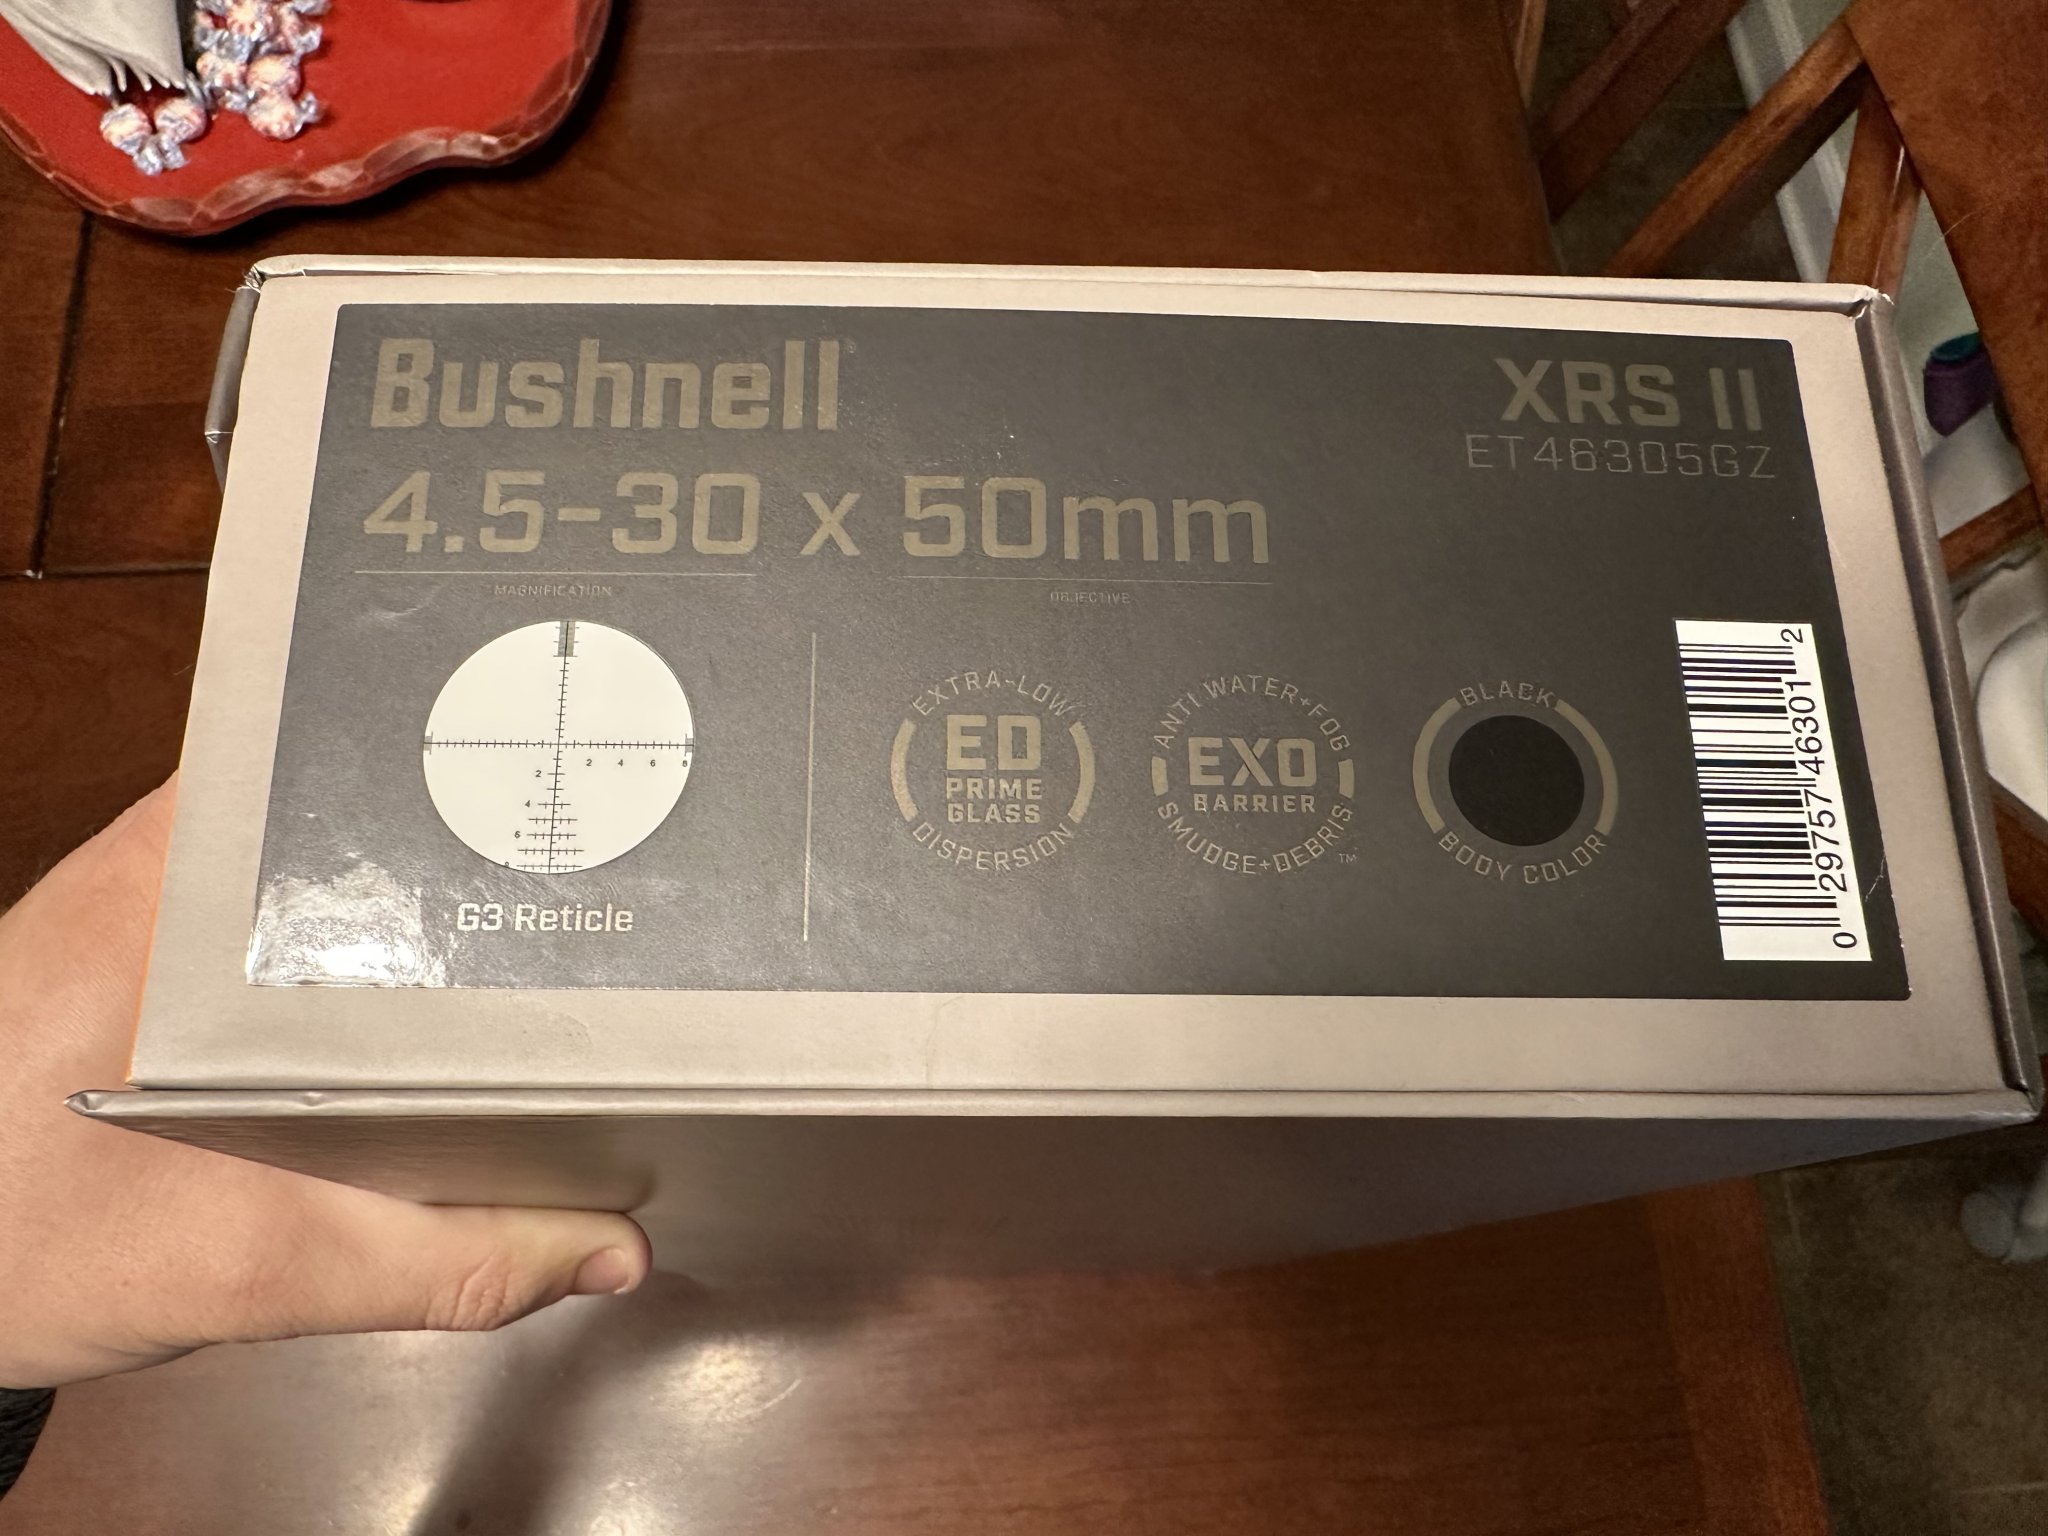 Bushnell
XRS II
ET46305GZ
4.5-30 x 50mm
MAGNIFICATION
OBJECTIVE
2 4 6 8
2
4
6
8
G3 Reticle
EXTRA-LOW
ED
PRIME
GLASS
DISPERSION
ANTI WATER+FOG
EXO
BARRIER
SMUDGE+DEBRIS™
BLACK
BODY COLOR
0 29757 46301 2